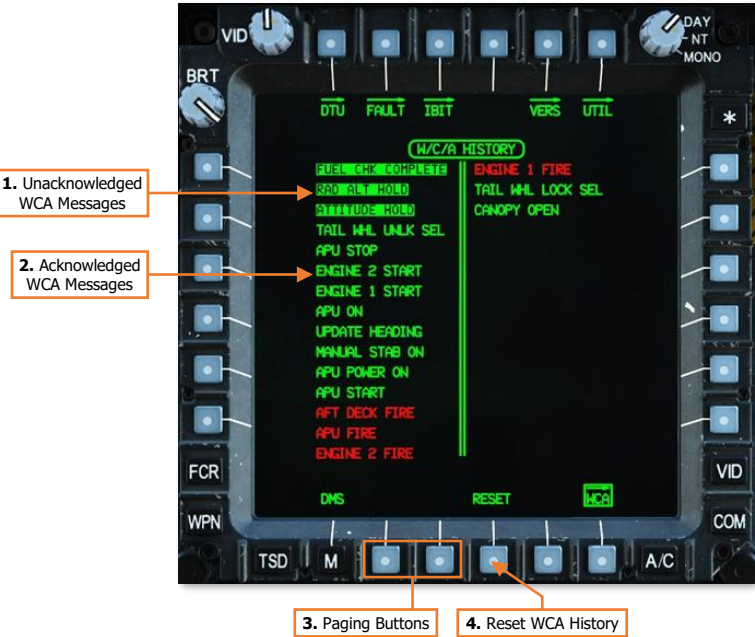 VID
DAY
NT
MONO
BRT
*
DTU FAULT IBIT VERS UTIL
W/C/A HISTORY
FUEL CHK COMPLETE
RAD ALT HOLD
ATTITUDE HOLD
TAIL WHL UNLK SEL
APU STOP
ENGINE 2 START
ENGINE 1 START
APU ON
UPDATE HEADING
MANUAL STAB ON
APU POWER ON
APU START
AFT DECK FIRE
APU FIRE
ENGINE 2 FIRE
ENGINE 1 FIRE
TAIL WHL LOCK SEL
CANOPY OPEN
1. Unacknowledged
WCA Messages
2. Acknowledged
WCA Messages
FCR
VID
DMS RESET WCA
WPN
COM
TSD M A/C
3. Paging Buttons
4. Reset WCA History